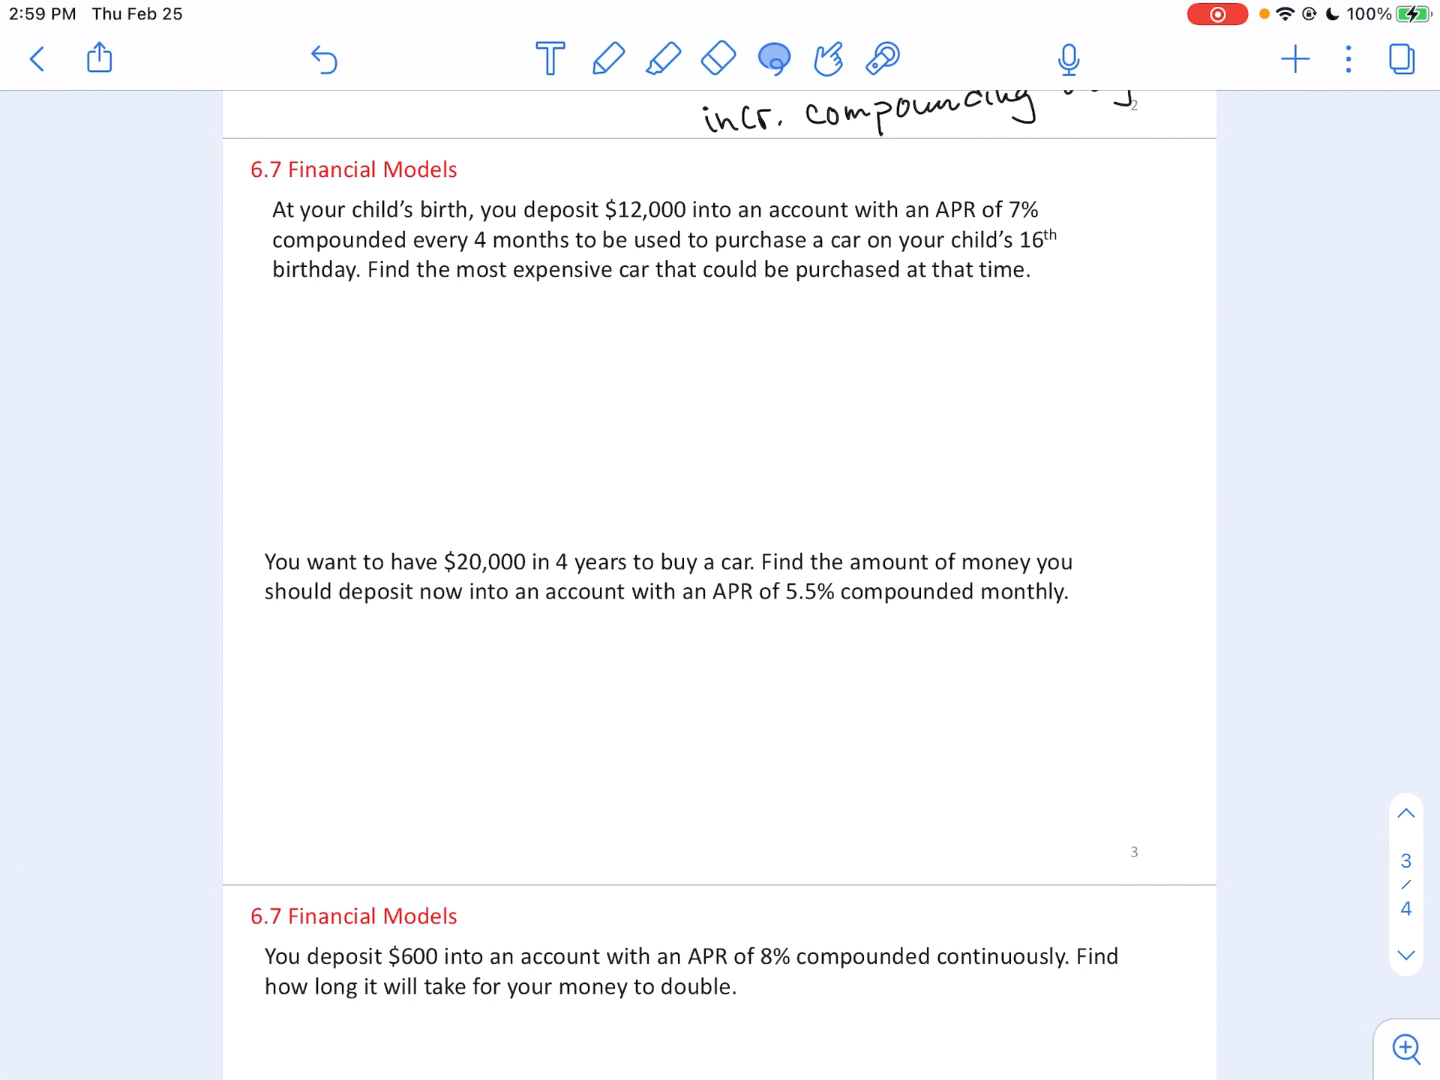 2:59 PM Thu Feb 25
100%
incr. compounding
2
6.7 Financial Models
At your child’s birth, you deposit $12,000 into an account with an APR of 7%
compounded every 4 months to be used to purchase a car on your child’s 16th
birthday. Find the most expensive car that could be purchased at that time.
You want to have $20,000 in 4 years to buy a car. Find the amount of money you
should deposit now into an account with an APR of 5.5% compounded monthly.
3
3
/
4
6.7 Financial Models
You deposit $600 into an account with an APR of 8% compounded continuously. Find
how long it will take for your money to double.